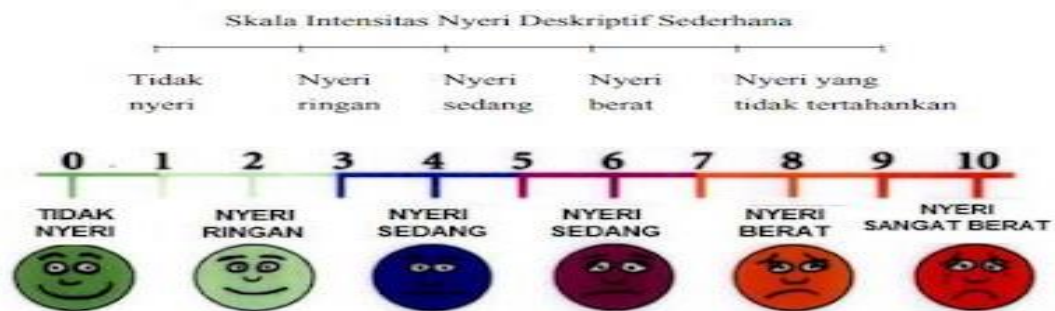 Skala Intensitas Nyeri Deskriptif Sederhana
Tidak nyeri
Nyeri ringan
Nyeri sedang
Nyeri berat
Nyeri yang tidak tertahankan
0 1 2 3 4 5 6 7 8 9 10
TIDAK NYERI
NYERI RINGAN
NYERI SEDANG
NYERI SEDANG
NYERI BERAT
NYERI SANGAT BERAT